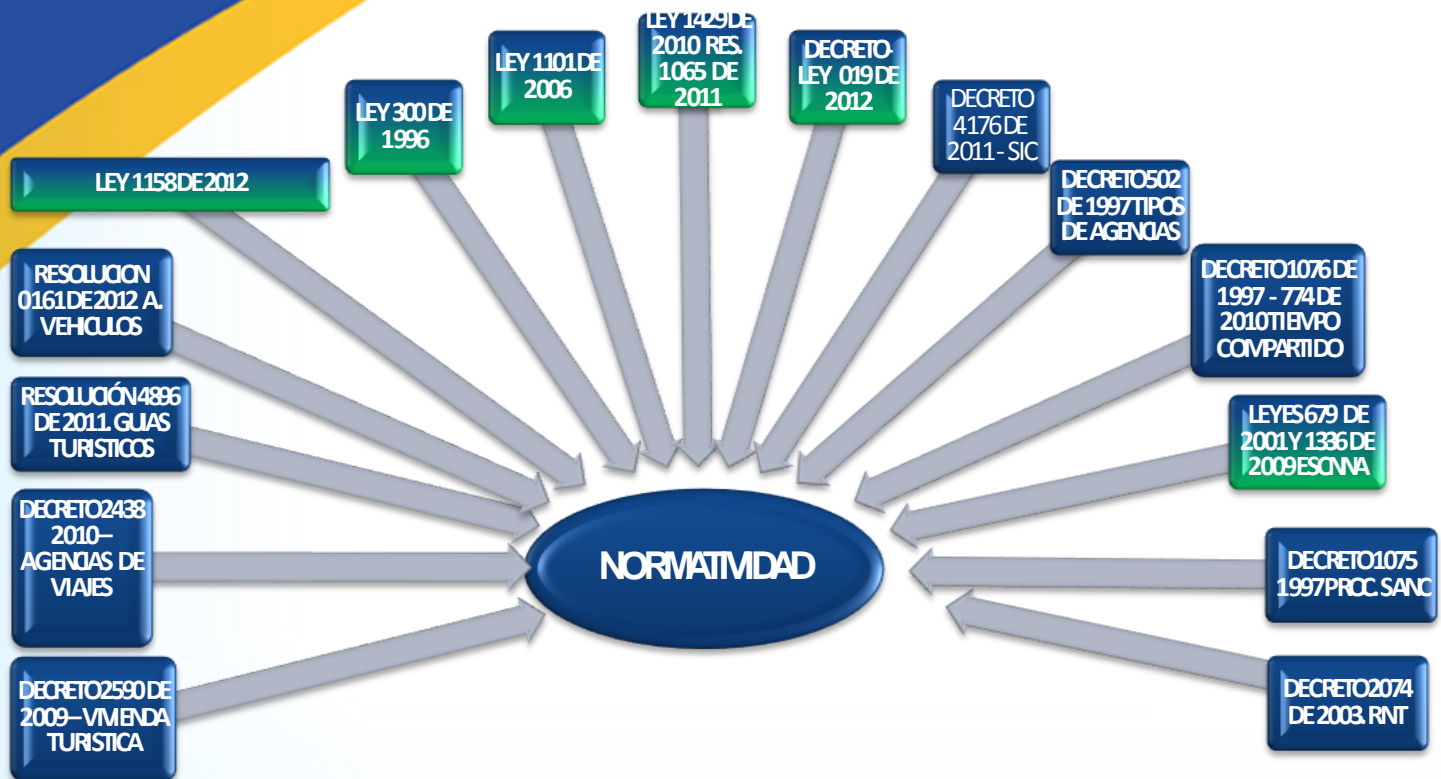 LEY 1429 DE
2010 RES.
1065 DE
2011
LEY 1101 DE
2006
DECRETO-
LEY 019 DE
2012
LEY 300 DE
1996
DECRETO
4176 DE
2011 - SIC
LEY 1158 DE 2012
DECRETO 502
DE 1997 TIPOS
DE AGENCIAS
RESOLUCION
0161 DE 2012 A.
VEHICULOS
DECRETO 1076 DE
1997 - 774 DE
2010 TIEMPO
COMPARTIDO
RESOLUCIÓN 4896
DE 2011. GUIAS
TURISTICOS
LEYES 679 DE
2001 Y 1336 DE
2009 ESCNNA
DECRETO 2438
2010 –
AGENCIAS DE
VIAJES
NORMATIVIDAD
DECRETO 1075
1997 PROC. SANC
DECRETO 2590 DE
2009 – VIVIENDA
TURISTICA
DECRETO 2074
DE 2003. RNT